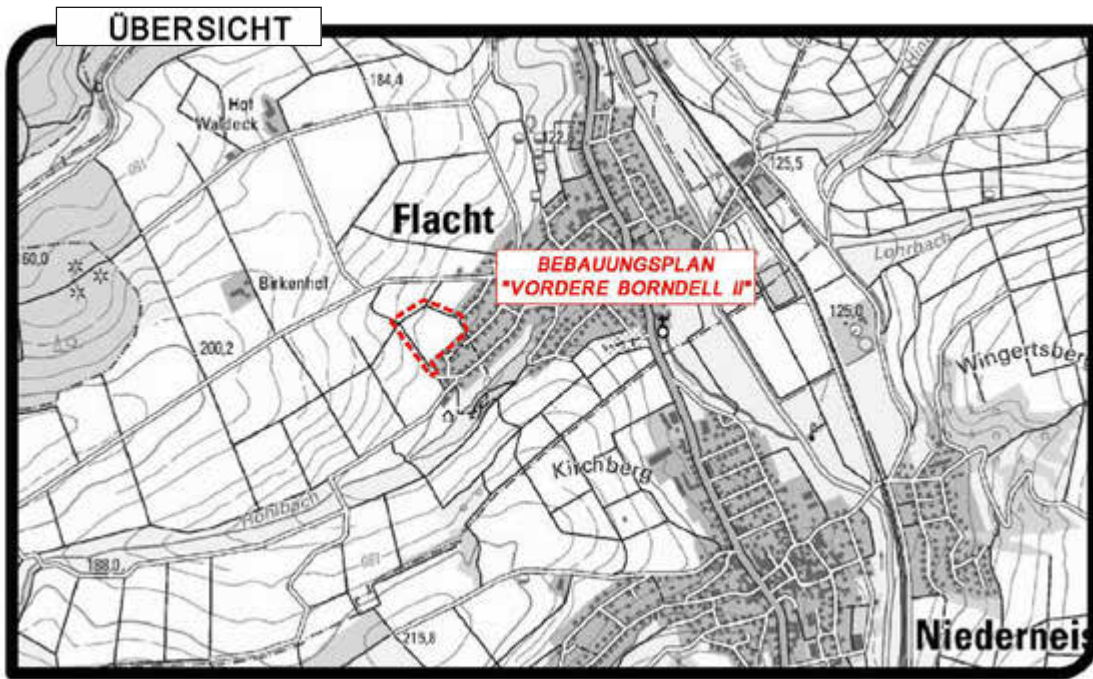 ÜBERSICHT
184,4
Hof
Waldeck
122,
125,5
Flacht
Lohrbach
BEBAUUNGSPLAN
"VORDERE BORNDELL II"
Birkenhof
125,0
200,2
Wingertsberg
Kirchberg
Hohlbach
188,0
215,8
Niederneis